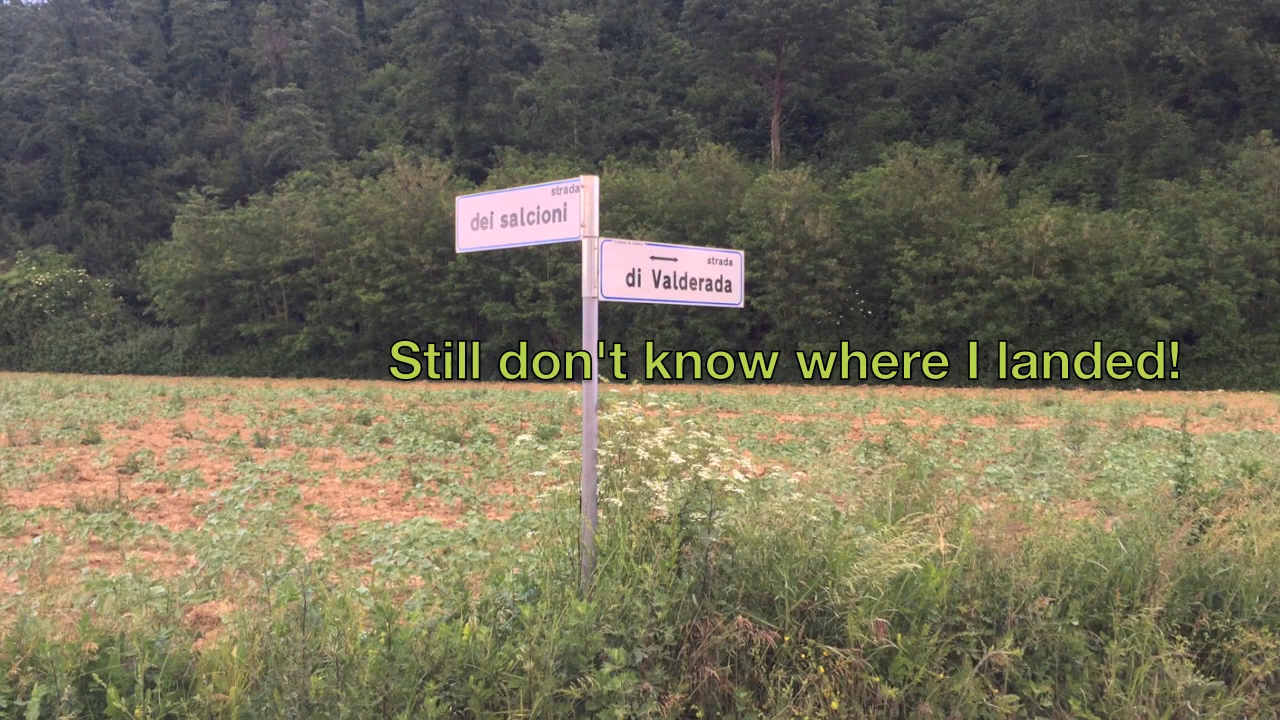 strada
dei salcioni
strada
di Valderada
Still don't know where I landed!